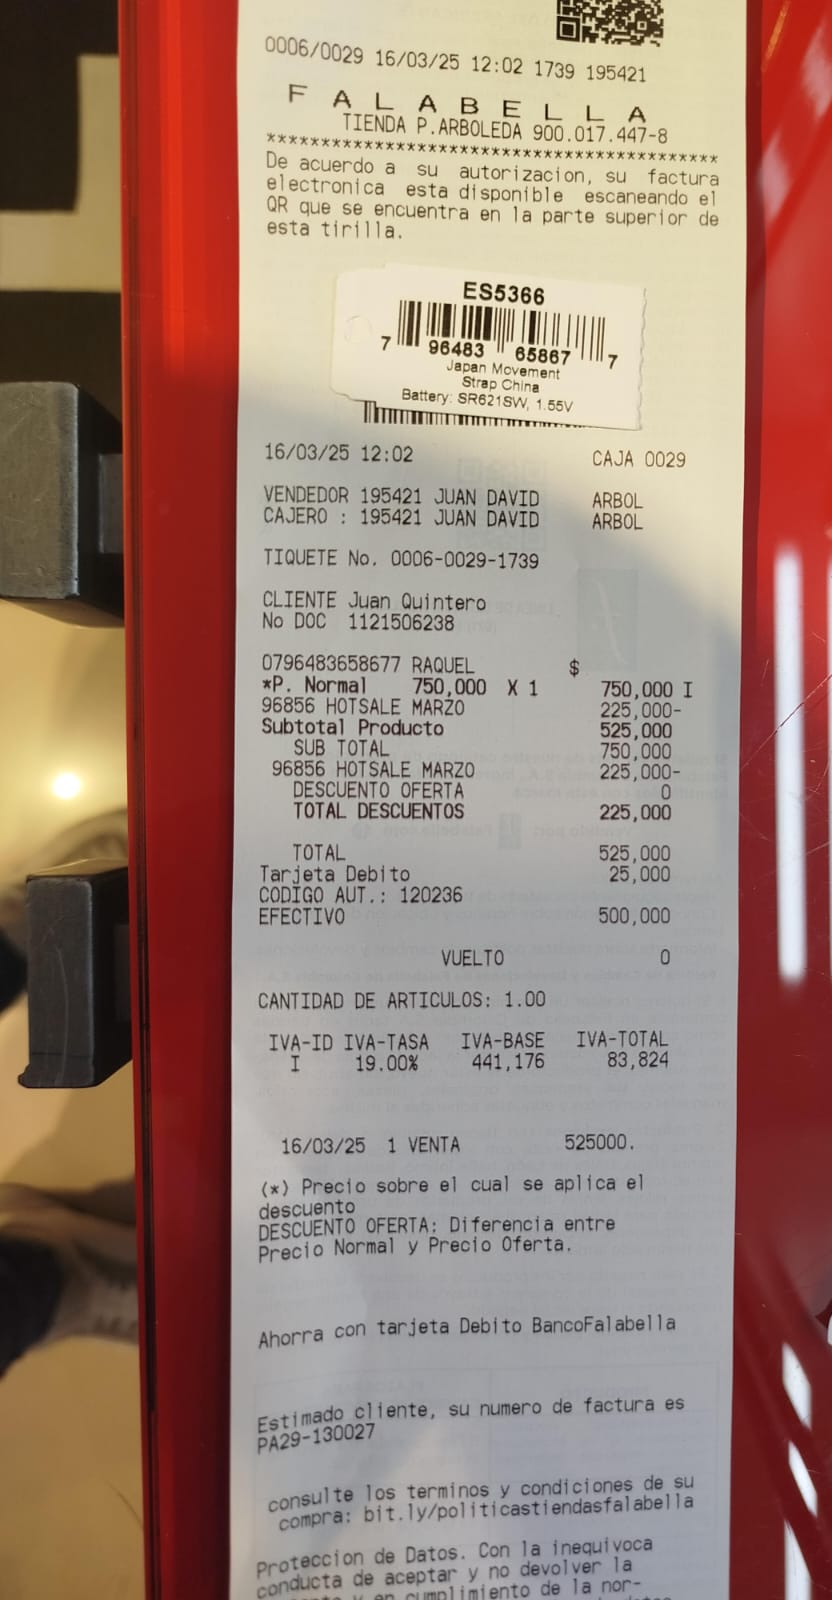 0006/0029 16/03/25 12:02 1739 195421
F A L A B E L L A
TIENDA P.ARBOLEDA 900.017.447-8
******************************************
De acuerdo a su autorizacion, su factura
electronica esta disponible escaneando el
QR que se encuentra en la parte superior de
esta tirilla.
ES5366
7 96483 65867 7
Japan Movement
Strap China
Battery: SR621SW, 1.55V
16/03/25 12:02 CAJA 0029
VENDEDOR 195421 JUAN DAVID ARBOL
CAJERO : 195421 JUAN DAVID ARBOL
TIQUETE No. 0006-0029-1739
CLIENTE Juan Quintero
No DOC 1121506238
0796483658677 RAQUEL $
*P. Normal 750,000 X 1 750,000 I
96856 HOTSALE MARZO 225,000-
Subtotal Producto 525,000
SUB TOTAL 750,000
96856 HOTSALE MARZO 225,000-
DESCUENTO OFERTA 0
TOTAL DESCUENTOS 225,000
TOTAL 525,000
Tarjeta Debito 25,000
CODIGO AUT.: 120236
EFECTIVO 500,000
VUELTO 0
CANTIDAD DE ARTICULOS: 1.00
IVA-ID IVA-TASA IVA-BASE IVA-TOTAL
I 19.00% 441,176 83,824
16/03/25 1 VENTA 525000.
(*) Precio sobre el cual se aplica el
descuento
DESCUENTO OFERTA: Diferencia entre
Precio Normal y Precio Oferta.
Ahorra con tarjeta Debito BancoFalabella
Estimado cliente, su numero de factura es
PA29-130027
consulte los terminos y condiciones de su
compra: bit.ly/politicastiendasfalabella
Proteccion de Datos. Con la inequivoca
conducta de aceptar y no devolver la
y en cumplimiento de la nor-